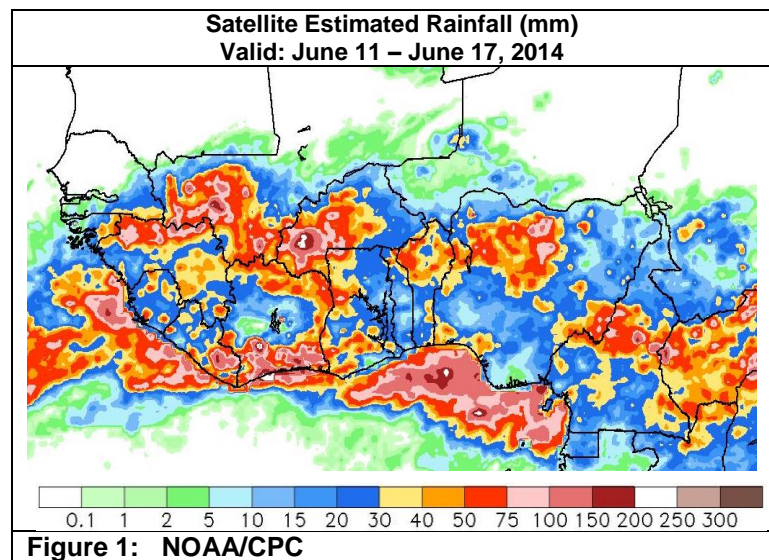 Satellite Estimated Rainfall (mm)
Valid: June 11 – June 17, 2014
0.1 1 2 5 10 15 20 30 40 50 75 100 150 200 250 300
Figure 1: NOAA/CPC